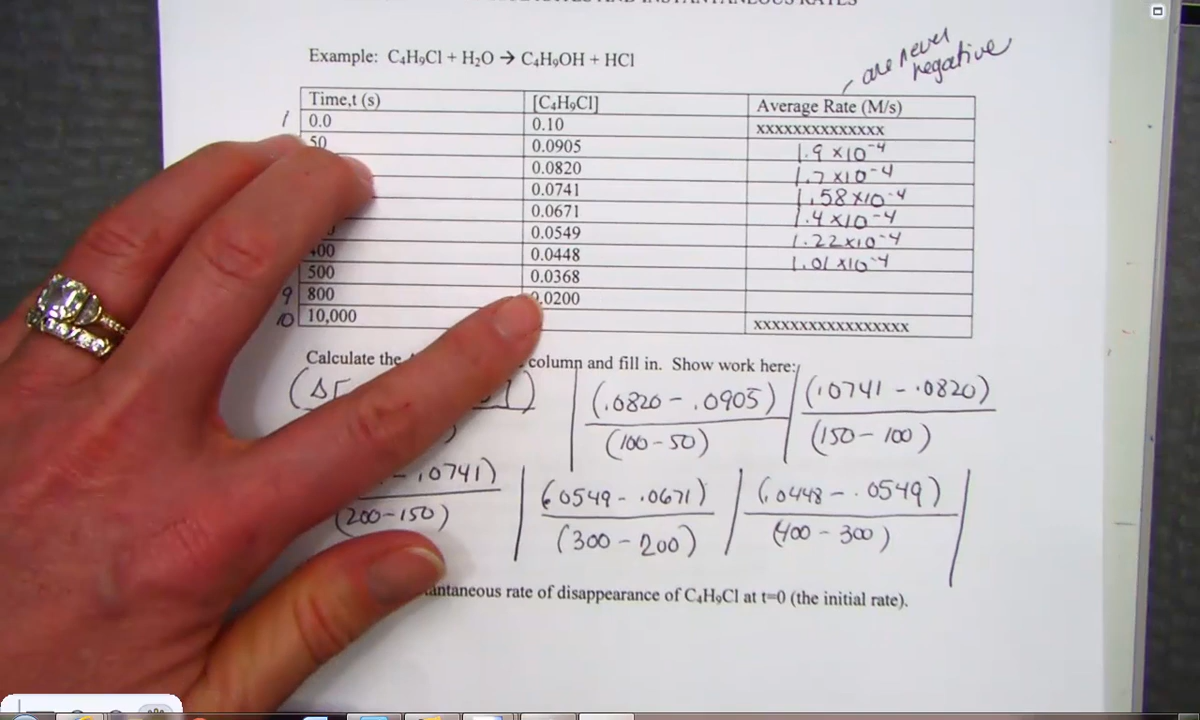 AND INSTANTANEOUS RATES
are never
negative
Example: C₄H₉Cl + H₂O → C₄H₉OH + HCl
Time,t (s) [C₄H₉Cl] Average Rate (M/s)
1 0.0 0.10 xxxxxxxxxxxxxx
50 0.0905 1.9 x10⁻⁴
0.0820 1.7 x10⁻⁴
0.0741 1.58 x10⁻⁴
0.0671 1.4 x10⁻⁴
0.0549 1.22 x10⁻⁴
400 0.0448 1.01 x10⁻⁴
500 0.0368
9 800 0.0200
10 10,000 xxxxxxxxxxxxxxxxx
Calculate the column and fill in. Show work here:
(.0820 - .0905) (.0741 - .0820)
(100 - 50) (150 - 100)
.0741) (.0549 - .0671) (.0448 - .0549)
(200 - 150) (300 - 200) (400 - 300)
rate of disappearance of C₄H₉Cl at t=0 (the initial rate).